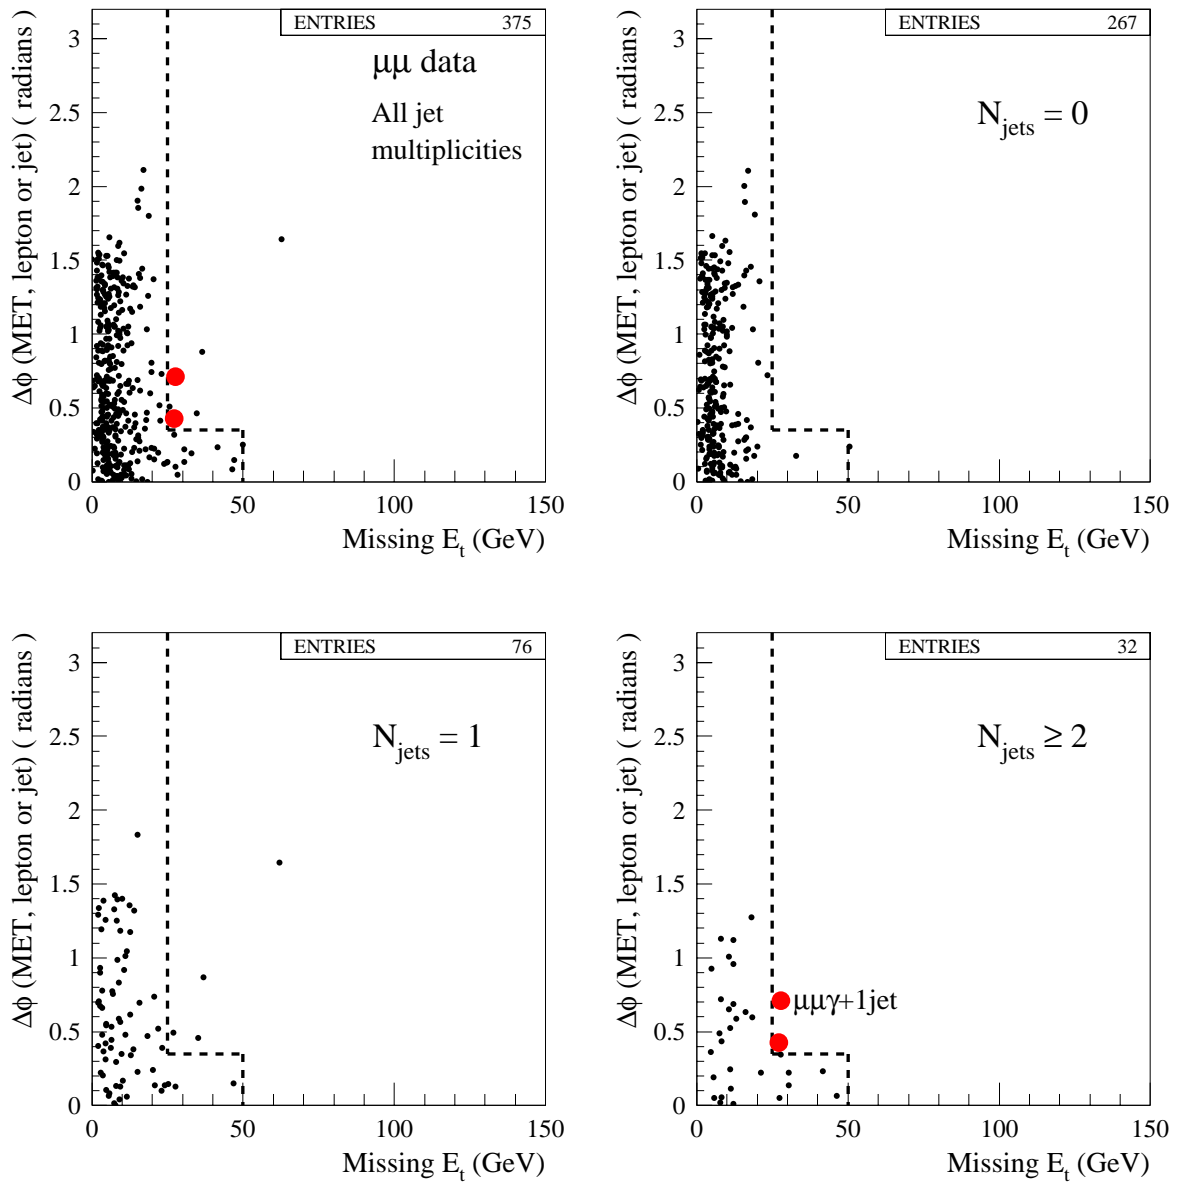 ENTRIES 375
μμ data
All jet
multiplicities
Δϕ (MET, lepton or jet) ( radians )
3
2.5
2
1.5
1
0.5
0
0 50 100 150
Missing E_t (GeV)
ENTRIES 267
N_jets = 0
Δϕ (MET, lepton or jet) ( radians )
3
2.5
2
1.5
1
0.5
0
0 50 100 150
Missing E_t (GeV)
ENTRIES 76
N_jets = 1
Δϕ (MET, lepton or jet) ( radians )
3
2.5
2
1.5
1
0.5
0
0 50 100 150
Missing E_t (GeV)
ENTRIES 32
N_jets ≥ 2
μμγ+1jet
Δϕ (MET, lepton or jet) ( radians )
3
2.5
2
1.5
1
0.5
0
0 50 100 150
Missing E_t (GeV)